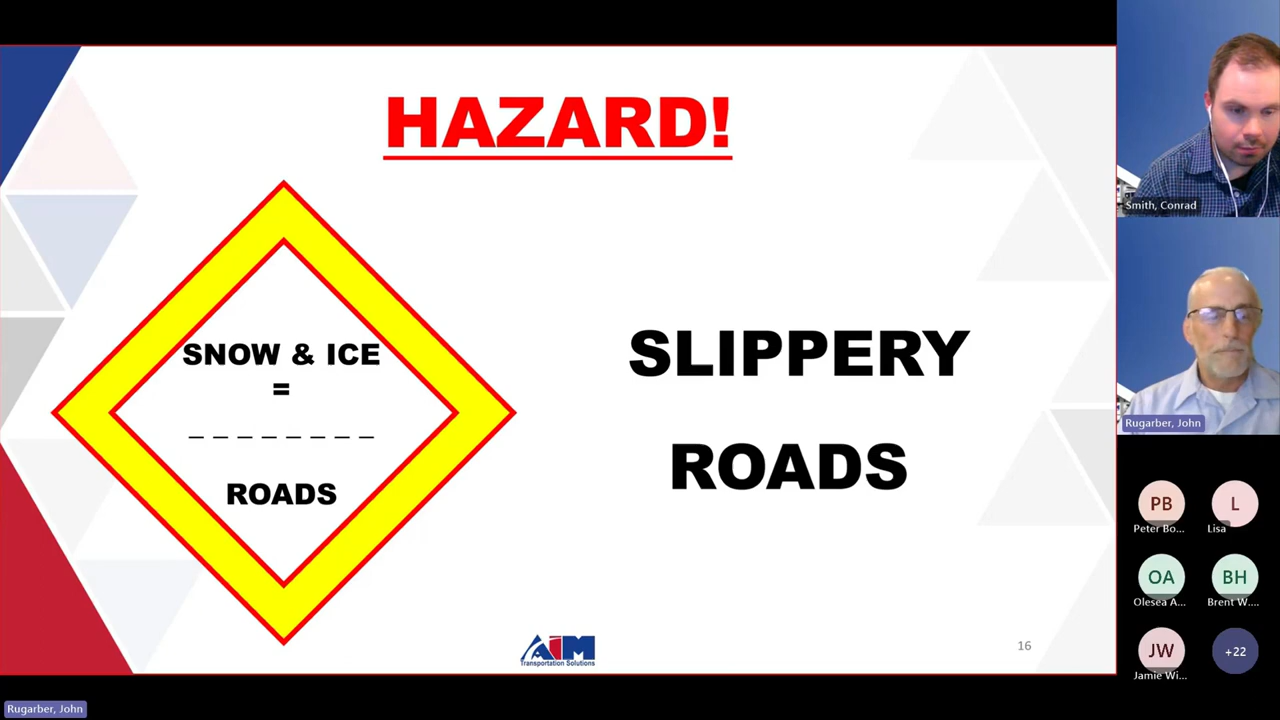 HAZARD!
SNOW & ICE
=
_ _ _ _ _ _ _ _
ROADS
SLIPPERY
ROADS
AIM
Transportation Solutions
16
Smith, Conrad
Rugarber, John
PB
Peter Bo...
L
Lisa
OA
Olesea A...
BH
Brent W....
JW
Jamie Wi...
+22
Rugarber, John